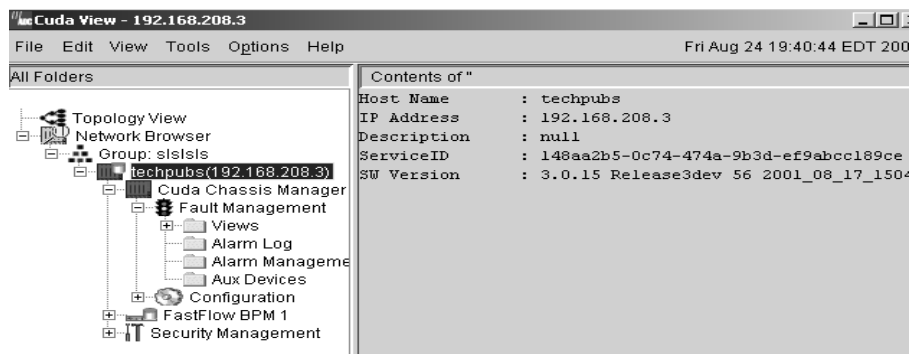 Cuda View - 192.168.208.3
File Edit View Tools Options Help Fri Aug 24 19:40:44 EDT 200
All Folders
Contents of "
Topology View
Network Browser
Group: slslsls
techpubs(192.168.208.3)
Cuda Chassis Manager
Fault Management
Views
Alarm Log
Alarm Manageme
Aux Devices
Configuration
FastFlow BPM 1
Security Management
Host Name : techpubs
IP Address : 192.168.208.3
Description : null
ServiceID : 148aa2b5-0c74-474a-9b3d-ef9abcc189ce
SW Version : 3.0.15 Release3dev 56 2001_08_17_1504